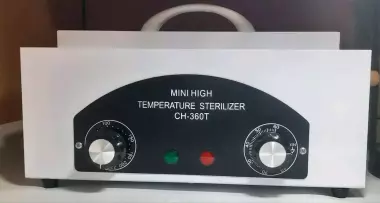 MINI HIGH
TEMPERATURE STERILIZER
CH-360T